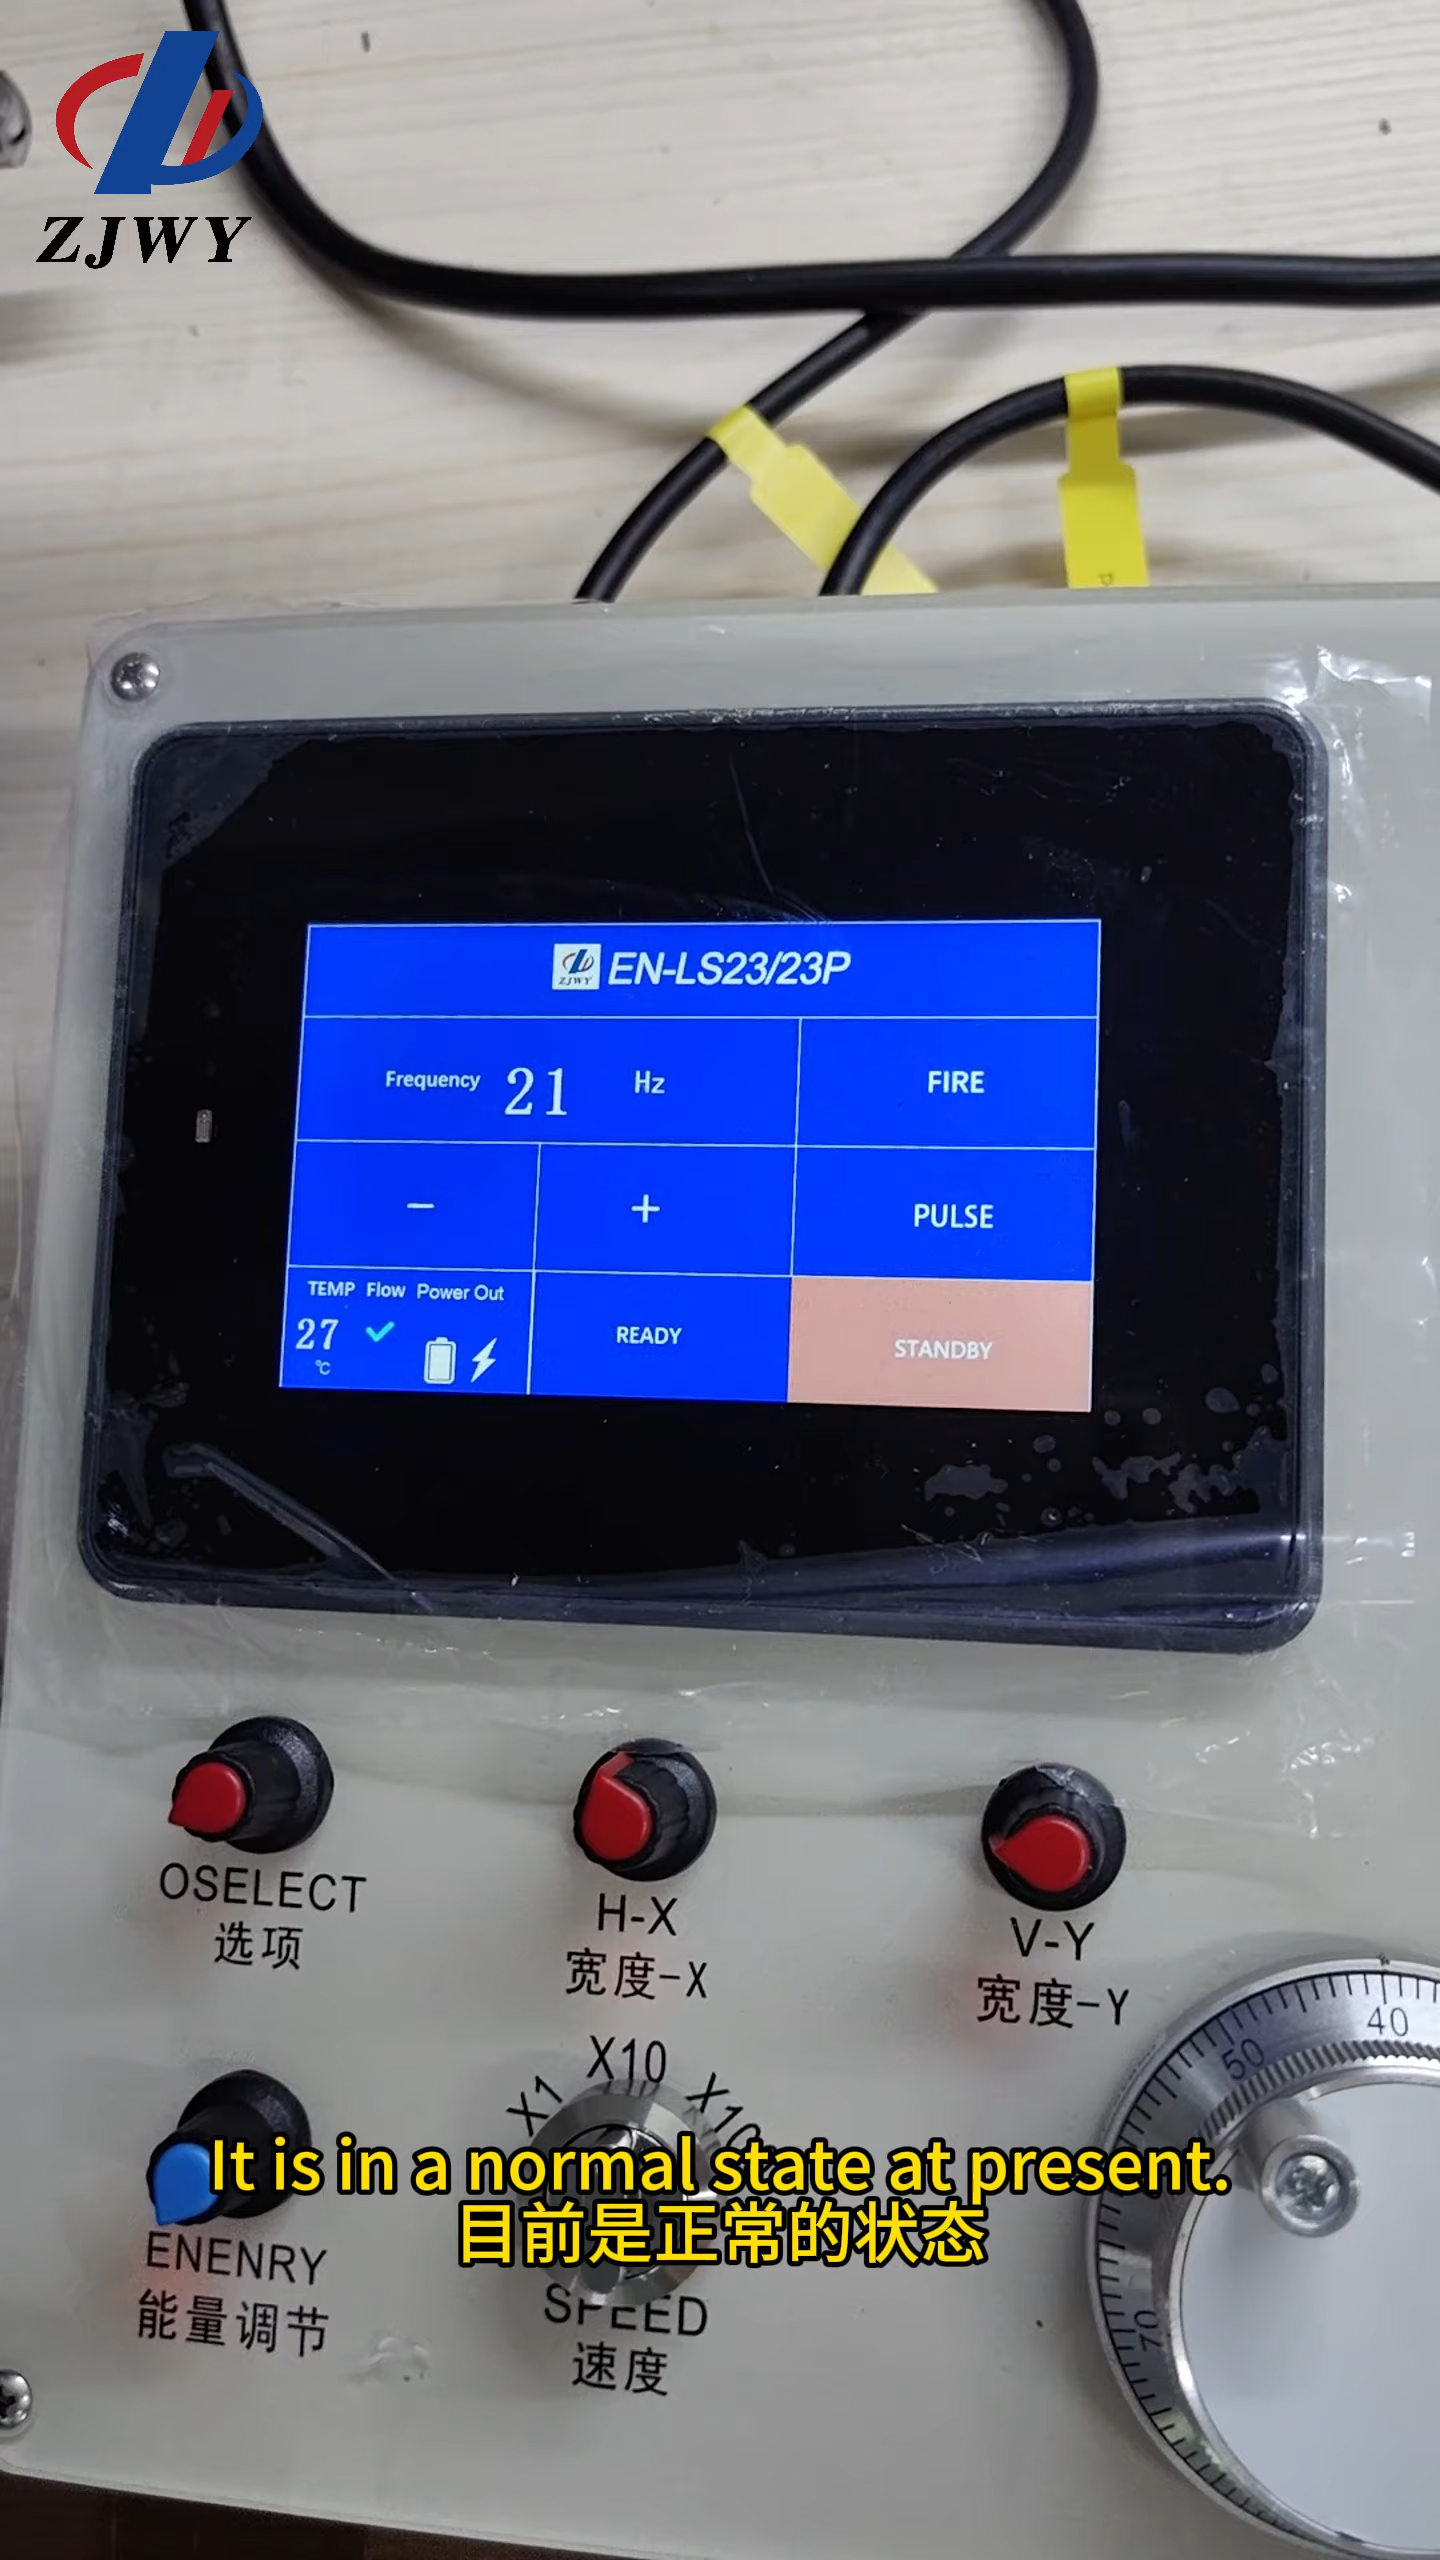 ZJWY
ZJWY EN-LS23/23P
Frequency 21 Hz
FIRE
− +
PULSE
TEMP Flow Power Out
27
℃
READY
STANDBY
OSELECT
选项
H-X
宽度-X
V-Y
宽度-Y
X1 X10
40
50
70
It is in a normal state at present.
目前是正常的状态
ENENRY
能量调节
SPEED
速度